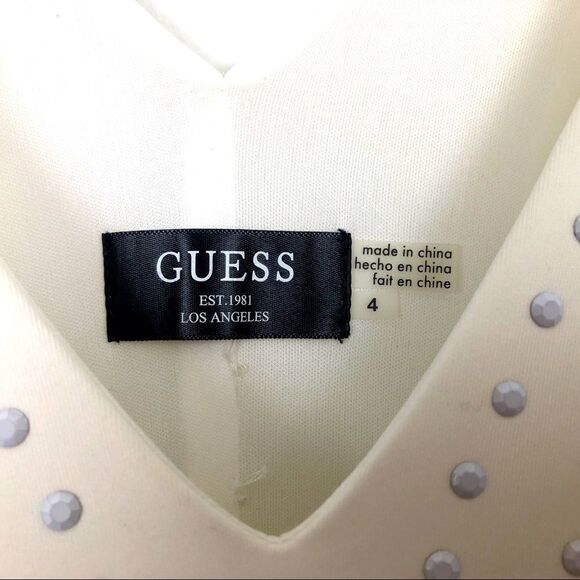 GUESS
EST.1981
LOS ANGELES
made in china
hecho en china
fait en chine
4